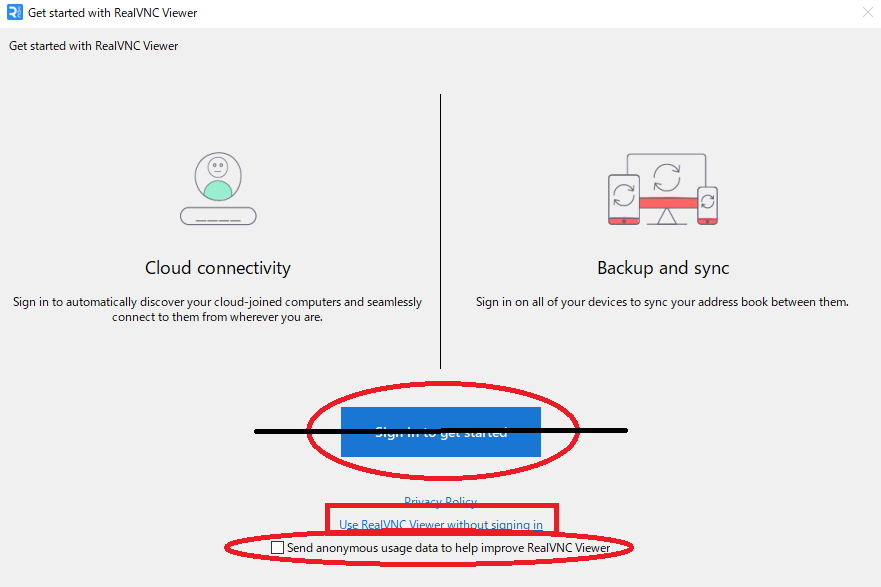 Get started with RealVNC Viewer
Get started with RealVNC Viewer
Cloud connectivity
Sign in to automatically discover your cloud-joined computers and seamlessly
connect to them from wherever you are.
Backup and sync
Sign in on all of your devices to sync your address book between them.
Sign in to get started
Privacy Policy
Use RealVNC Viewer without signing in
Send anonymous usage data to help improve RealVNC Viewer